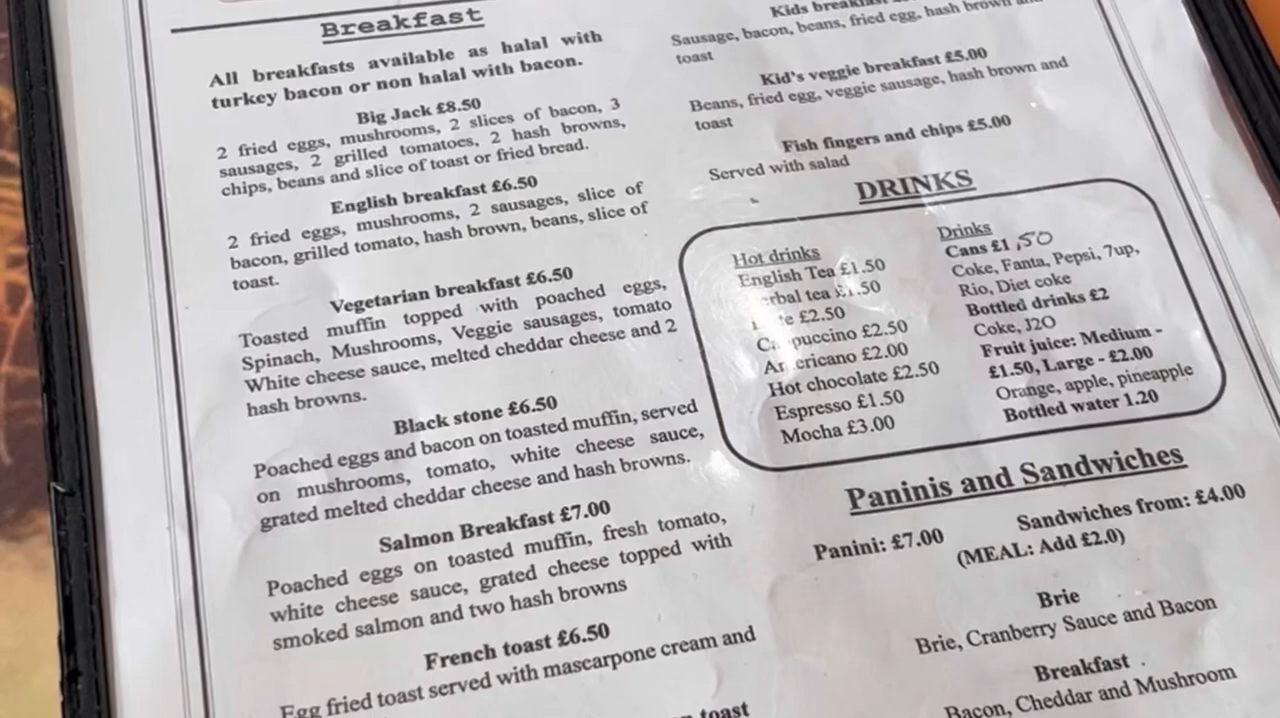 Breakfast
All breakfasts available as halal with
turkey bacon or non halal with bacon.
Big Jack £8.50
2 fried eggs, mushrooms, 2 slices of bacon, 3
sausages, 2 grilled tomatoes, 2 hash browns,
chips, beans and slice of toast or fried bread.
English breakfast £6.50
2 fried eggs, mushrooms, 2 sausages, slice of
bacon, grilled tomato, hash brown, beans, slice of
toast.
Vegetarian breakfast £6.50
Toasted muffin topped with poached eggs,
Spinach, Mushrooms, Veggie sausages, tomato
White cheese sauce, melted cheddar cheese and 2
hash browns.
Black stone £6.50
Poached eggs and bacon on toasted muffin, served
on mushrooms, tomato, white cheese sauce,
grated melted cheddar cheese and hash browns.
Salmon Breakfast £7.00
Poached eggs on toasted muffin, fresh tomato,
white cheese sauce, grated cheese topped with
smoked salmon and two hash browns
French toast £6.50
Egg fried toast served with mascarpone cream and
toast
Kids breakfast
Sausage, bacon, beans, fried egg, hash brown and
toast
Kid's veggie breakfast £5.00
Beans, fried egg, veggie sausage, hash brown and
toast
Fish fingers and chips £5.00
Served with salad
DRINKS
Hot drinks
English Tea £1.50
tea £1.50
£2.50
Cappuccino £2.50
Americano £2.00
Hot chocolate £2.50
Espresso £1.50
Mocha £3.00
Drinks
Cans £1.50
Coke, Fanta, Pepsi, 7up,
Rio, Diet coke
Bottled drinks £2
Coke, J2O
Fruit juice: Medium -
£1.50, Large - £2.00
Orange, apple, pineapple
Bottled water 1.20
Paninis and Sandwiches
Panini: £7.00 Sandwiches from: £4.00
(MEAL: Add £2.0)
Brie
Brie, Cranberry Sauce and Bacon
Breakfast
Bacon, Cheddar and Mushroom